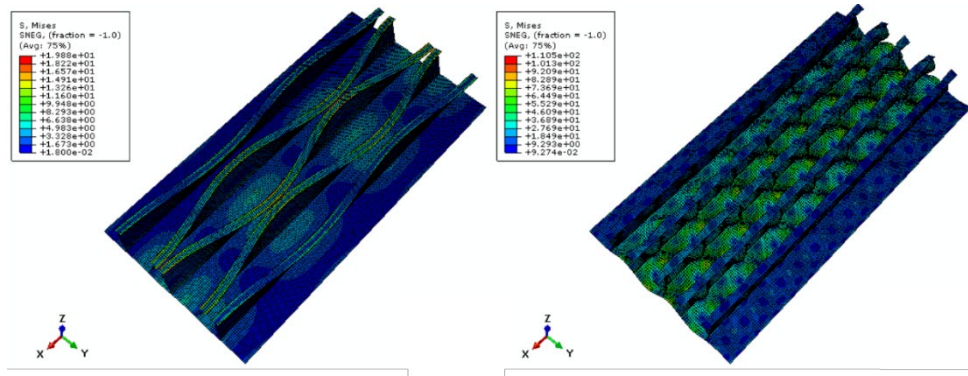 S, Mises
SNEG, (fraction = -1.0)
(Avg: 75%)
+1.988e+01
+1.822e+01
+1.657e+01
+1.491e+01
+1.326e+01
+1.160e+01
+9.948e+00
+8.293e+00
+6.638e+00
+4.983e+00
+3.328e+00
+1.673e+00
+1.800e-02
Z
X
Y
S, Mises
SNEG, (fraction = -1.0)
(Avg: 75%)
+1.105e+02
+1.013e+02
+9.209e+01
+8.289e+01
+7.369e+01
+6.449e+01
+5.529e+01
+4.609e+01
+3.689e+01
+2.769e+01
+1.849e+01
+9.293e+00
+9.274e-02
Z
X
Y